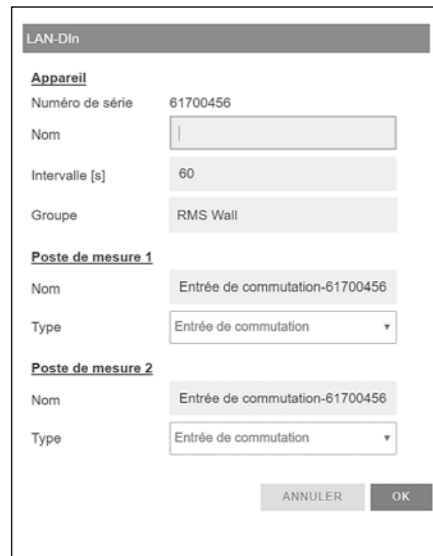 LAN-DIn
Appareil
Numéro de série 61700456
Nom
Intervalle [s] 60
Groupe RMS Wall
Poste de mesure 1
Nom Entrée de commutation-61700456
Type Entrée de commutation
Poste de mesure 2
Nom Entrée de commutation-61700456
Type Entrée de commutation
ANNULER OK